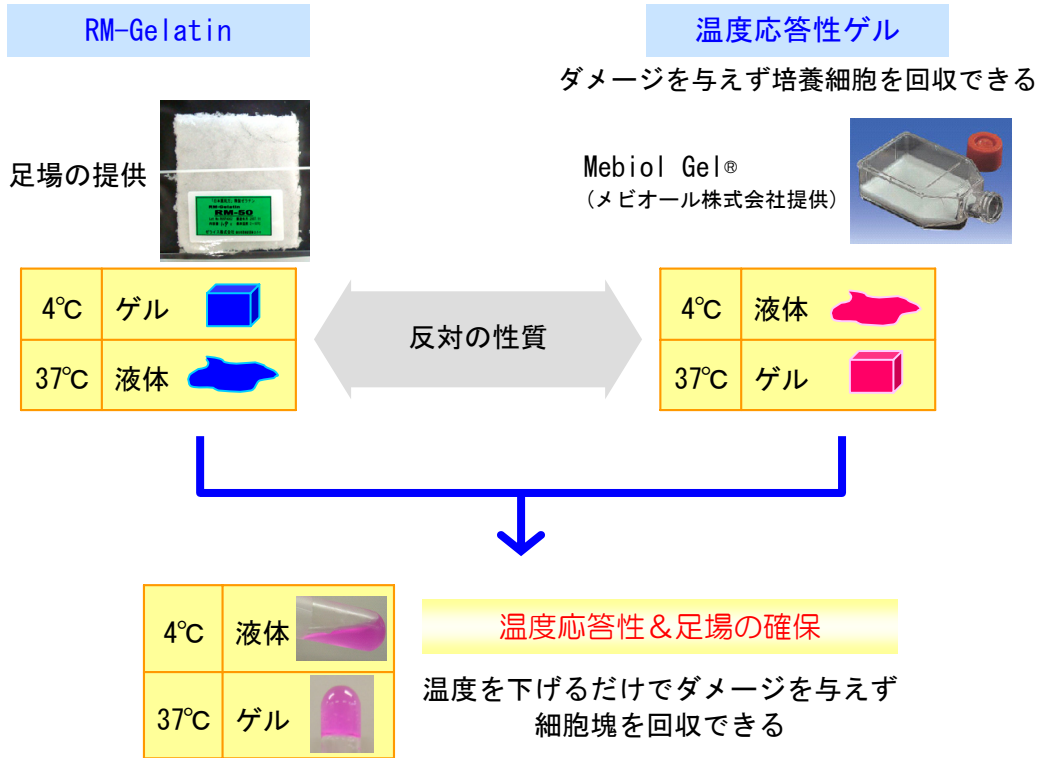 RM-Gelatin
温度応答性ゲル
ダメージを与えず培養細胞を回収できる
足場の提供
RM-Gelatin
RM-50
Mebiol Gel®
（メビオール株式会社提供）
4℃ ゲル
37℃ 液体
反対の性質
4℃ 液体
37℃ ゲル
4℃ 液体
37℃ ゲル
温度応答性＆足場の確保
温度を下げるだけでダメージを与えず
細胞塊を回収できる